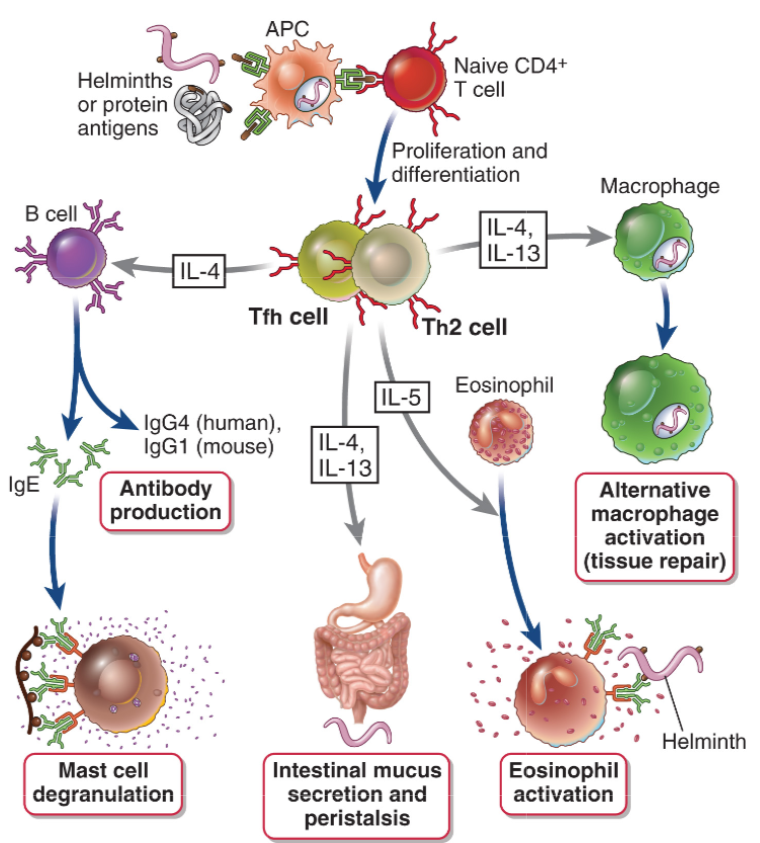 APC
Helminths
or protein
antigens
Naive CD4+
T cell
Proliferation and
differentiation
Macrophage
B cell
IL-4,
IL-13
IL-4
Tfh cell
Th2 cell
Eosinophil
IL-5
IgG4 (human),
IgG1 (mouse)
IL-4,
IL-13
IgE
Antibody
production
Alternative
macrophage
activation
(tissue repair)
Helminth
Mast cell
degranulation
Intestinal mucus
secretion and
peristalsis
Eosinophil
activation